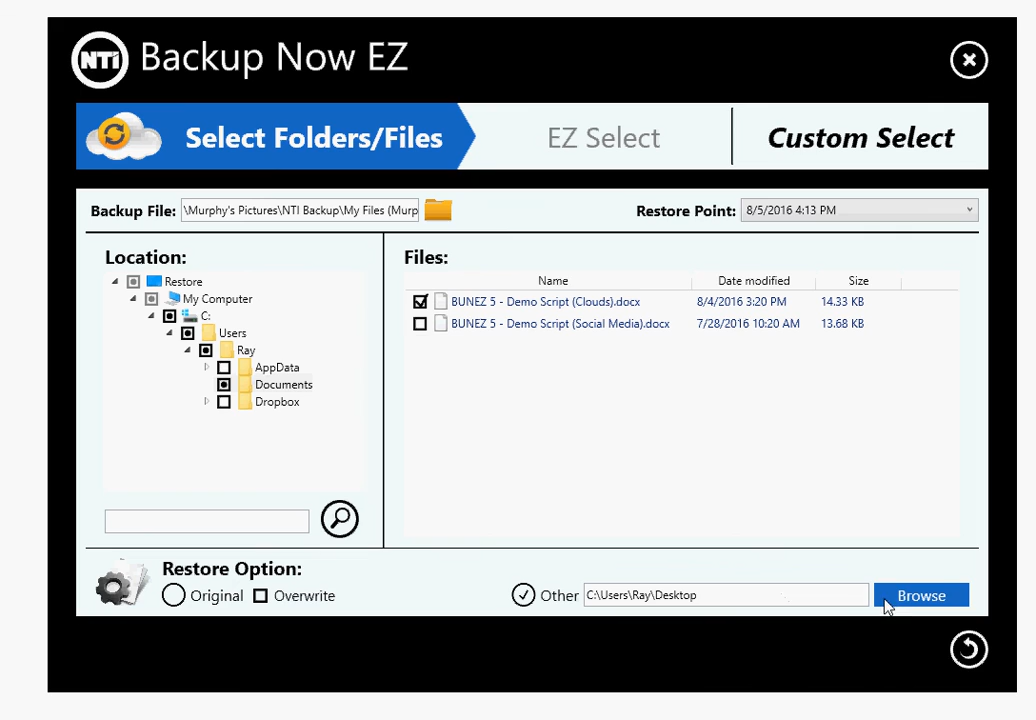 NTI Backup Now EZ
Select Folders/Files EZ Select Custom Select
Backup File: \Murphy's Pictures\NTI Backup\My Files (Murp Restore Point: 8/5/2016 4:13 PM
Location:
Restore
My Computer
C:
Users
Ray
AppData
Documents
Dropbox
Files:
Name Date modified Size
BUNEZ 5 - Demo Script (Clouds).docx 8/4/2016 3:20 PM 14.33 KB
BUNEZ 5 - Demo Script (Social Media).docx 7/28/2016 10:20 AM 13.68 KB
Restore Option:
Original Overwrite Other C:\Users\Ray\Desktop Browse